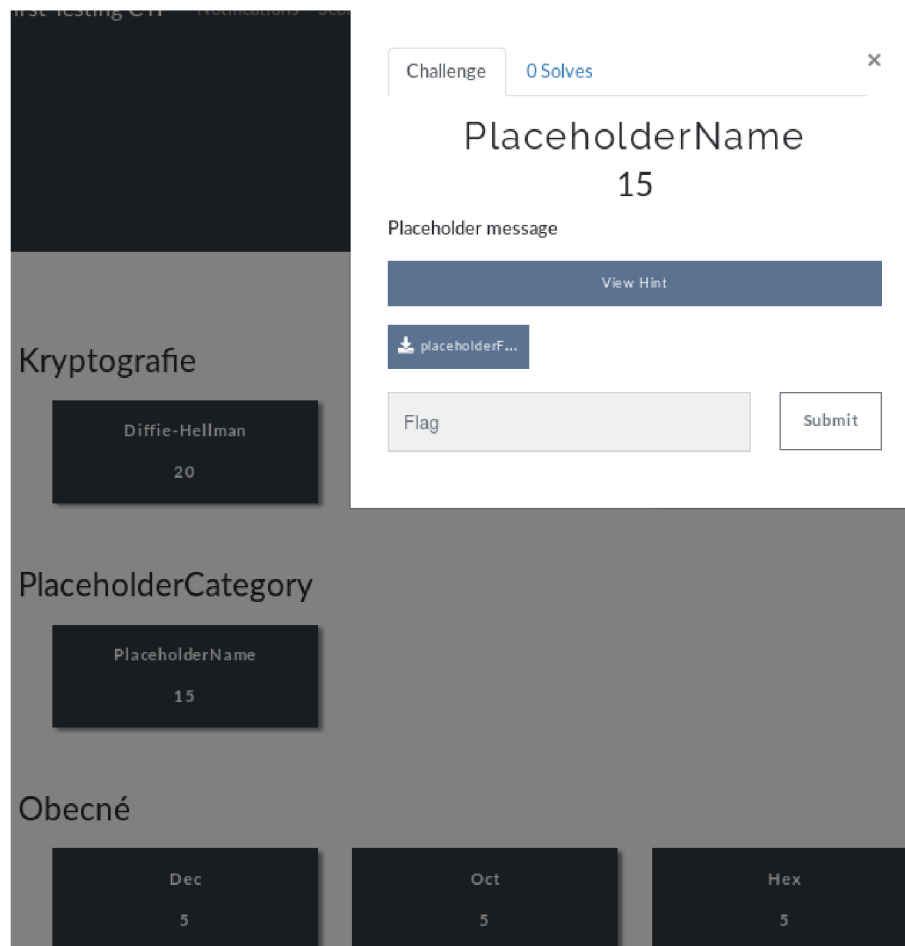 Challenge 0 Solves ×
PlaceholderName
15
Placeholder message
View Hint
placeholderF...
Flag Submit
Kryptografie
Diffie-Hellman
20
PlaceholderCategory
PlaceholderName
15
Obecné
Dec Oct Hex
5 5 5